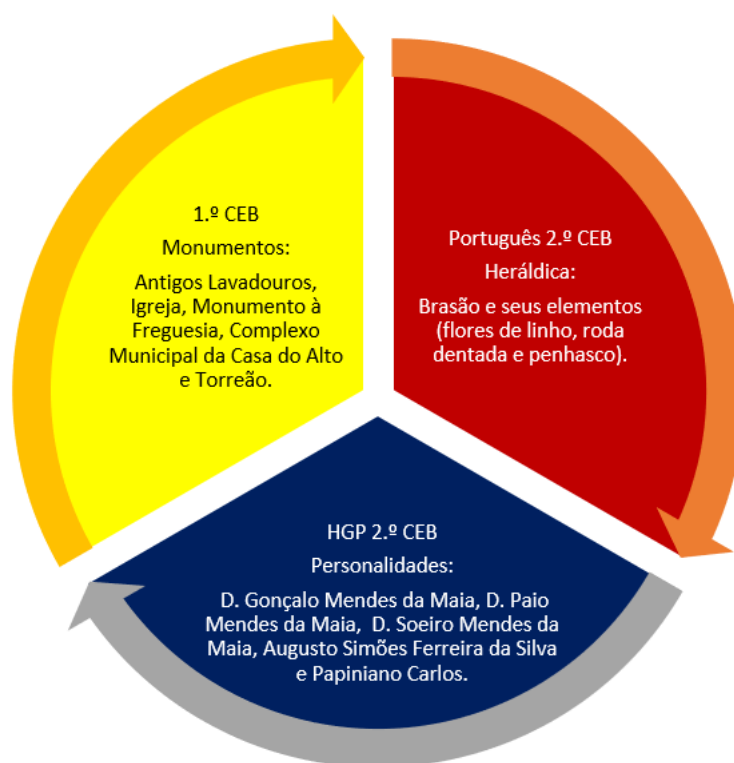 1.º CEB
Monumentos:
Antigos Lavadouros,
Igreja, Monumento à
Freguesia, Complexo
Municipal da Casa do Alto
e Torreão.
Português 2.º CEB
Heráldica:
Brasão e seus elementos
(flores de linho, roda
dentada e penhasco).
HGP 2.º CEB
Personalidades:
D. Gonçalo Mendes da Maia, D. Paio
Mendes da Maia, D. Soeiro Mendes da
Maia, Augusto Simões Ferreira da Silva
e Papiniano Carlos.